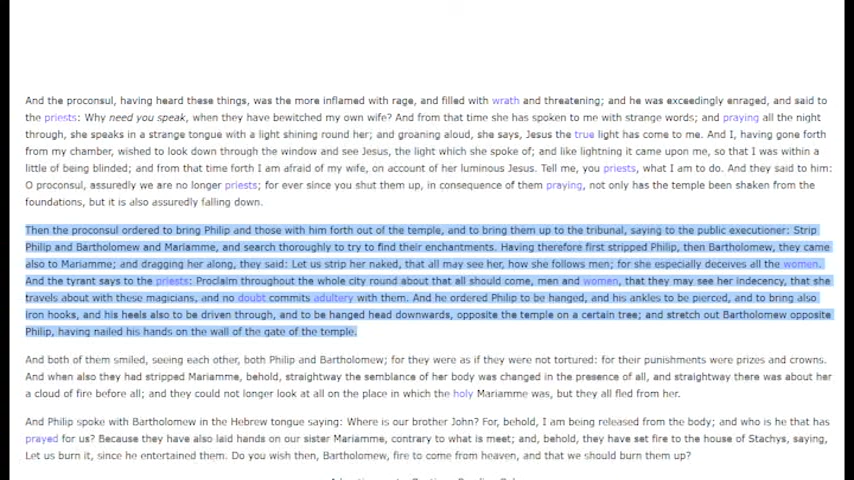 And the proconsul, having heard these things, was the more inflamed with rage, and filled with wrath and threatening; and he was exceedingly enraged, and said to
the priests: Why need you speak, when they have bewitched my own wife? And from that time she has spoken to me with strange words; and praying all the night
through, she speaks in a strange tongue with a light shining round her; and groaning aloud, she says, Jesus the true light has come to me. And I, having gone forth
from my chamber, wished to look down through the window and see Jesus, the light which she spoke of; and like lightning it came upon me, so that I was within a
little of being blinded; and from that time forth I am afraid of my wife, on account of her luminous Jesus. Tell me, you priests, what I am to do. And they said to him:
O proconsul, assuredly we are no longer priests; for ever since you shut them up, in consequence of them praying, not only has the temple been shaken from the
foundations, but it is also assuredly falling down.
Then the proconsul ordered to bring Philip and those with him forth out of the temple, and to bring them up to the tribunal, saying to the public executioner: Strip
Philip and Bartholomew and Mariamme, and search thoroughly to try to find their enchantments. Having therefore first stripped Philip, then Bartholomew, they came
also to Mariamme; and dragging her along, they said: Let us strip her naked, that all may see her, how she follows men; for she especially deceives all the women.
And the tyrant says to the priests: Proclaim throughout the whole city round about that all should come, men and women, that they may see her indecency, that she
travels about with these magicians, and no doubt commits adultery with them. And he ordered Philip to be hanged, and his ankles to be pierced, and to bring also
iron hooks, and his heels also to be driven through, and to be hanged head downwards, opposite the temple on a certain tree; and stretch out Bartholomew opposite
Philip, having nailed his hands on the wall of the gate of the temple.
And both of them smiled, seeing each other, both Philip and Bartholomew; for they were as if they were not tortured: for their punishments were prizes and crowns.
And when also they had stripped Mariamme, behold, straightway the semblance of her body was changed in the presence of all, and straightway there was about her
a cloud of fire before all; and they could not longer look at all on the place in which the holy Mariamme was, but they all fled from her.
And Philip spoke with Bartholomew in the Hebrew tongue saying: Where is our brother John? For, behold, I am being released from the body; and who is he that has
prayed for us? Because they have also laid hands on our sister Mariamme, contrary to what is meet; and, behold, they have set fire to the house of Stachys, saying,
Let us burn it, since he entertained them. Do you wish then, Bartholomew, fire to come from heaven, and that we should burn them up?